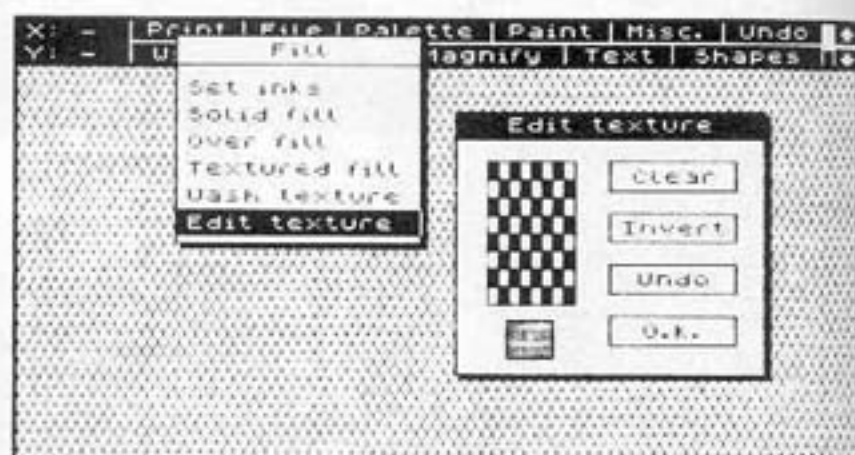 X: - Print | File | Palette | Paint | Misc. | Undo
Y: - Magnify | Text | Shapes
Fill
Set inks
Solid fill
Over fill
Textured fill
Wash texture
Edit texture
Edit texture
Clear
Invert
Undo
O.K.